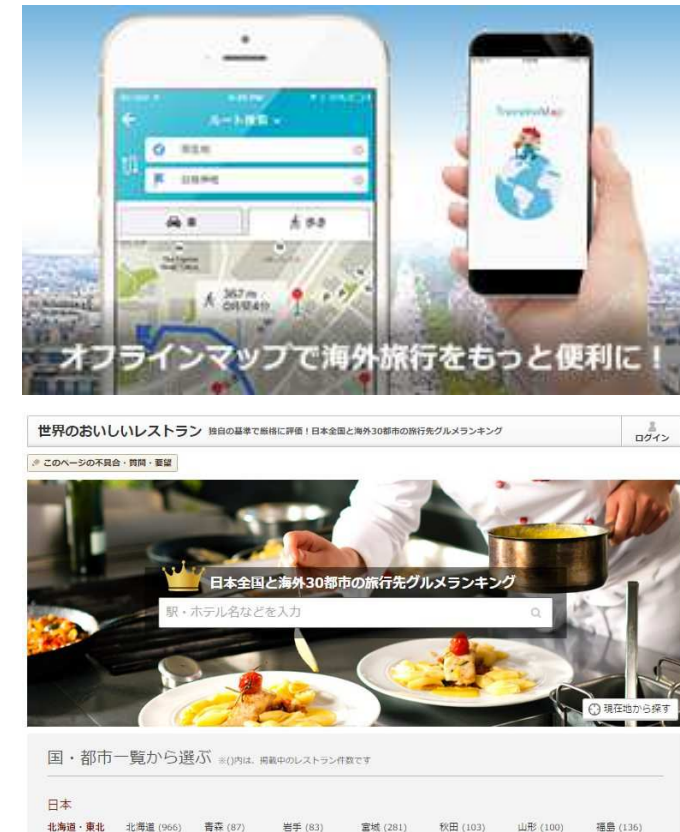 ルート検索
現在地
車
歩き
367 m
オフラインマップで海外旅行をもっと便利に！
世界のおいしいレストラン 独自の基準で厳格に評価！日本全国と海外30都市の旅行先グルメランキング
ログイン
このページの不具合・質問・要望
日本全国と海外30都市の旅行先グルメランキング
駅・ホテル名などを入力
現在地から探す
国・都市一覧から選ぶ ※()内は、掲載中のレストラン件数です
日本
北海道・東北 北海道 (966) 青森 (87) 岩手 (83) 宮城 (281) 秋田 (103) 山形 (100) 福島 (136)